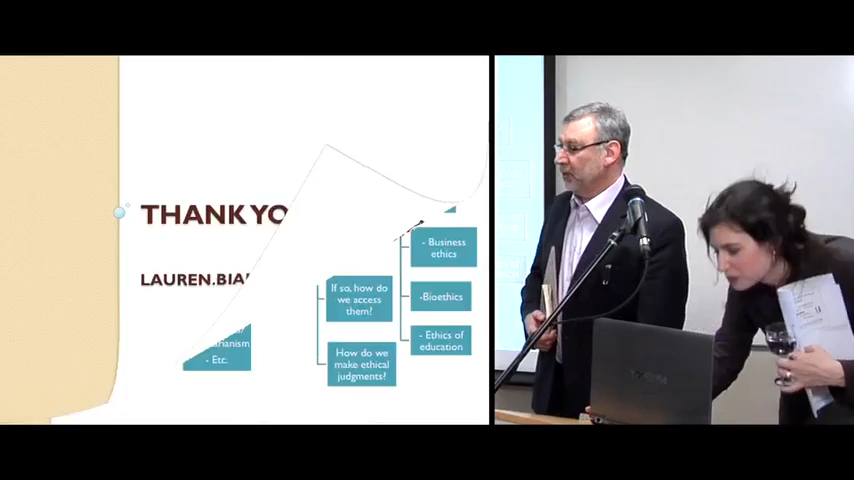 THANK YO
LAUREN.BIA
- Etc.
If so, how do
we access
them?
How do we
make ethical
judgments?
- Business
ethics
-Bioethics
- Ethics of
education